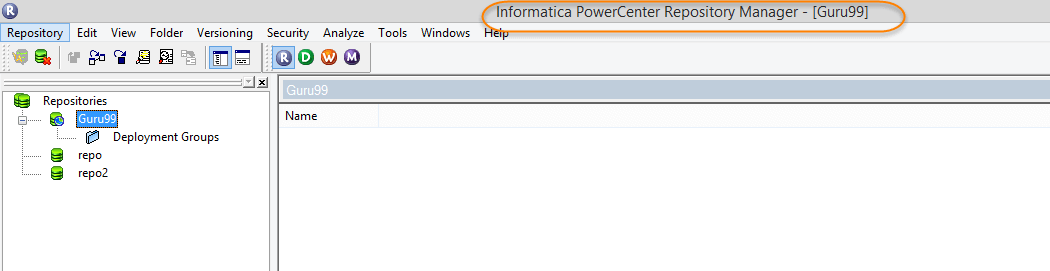 R
Informatica PowerCenter Repository Manager - [Guru99]
Repository Edit View Folder Versioning Security Analyze Tools Windows Help
R D W M
Repositories
Guru99
Deployment Groups
repo
repo2
Guru99
Name